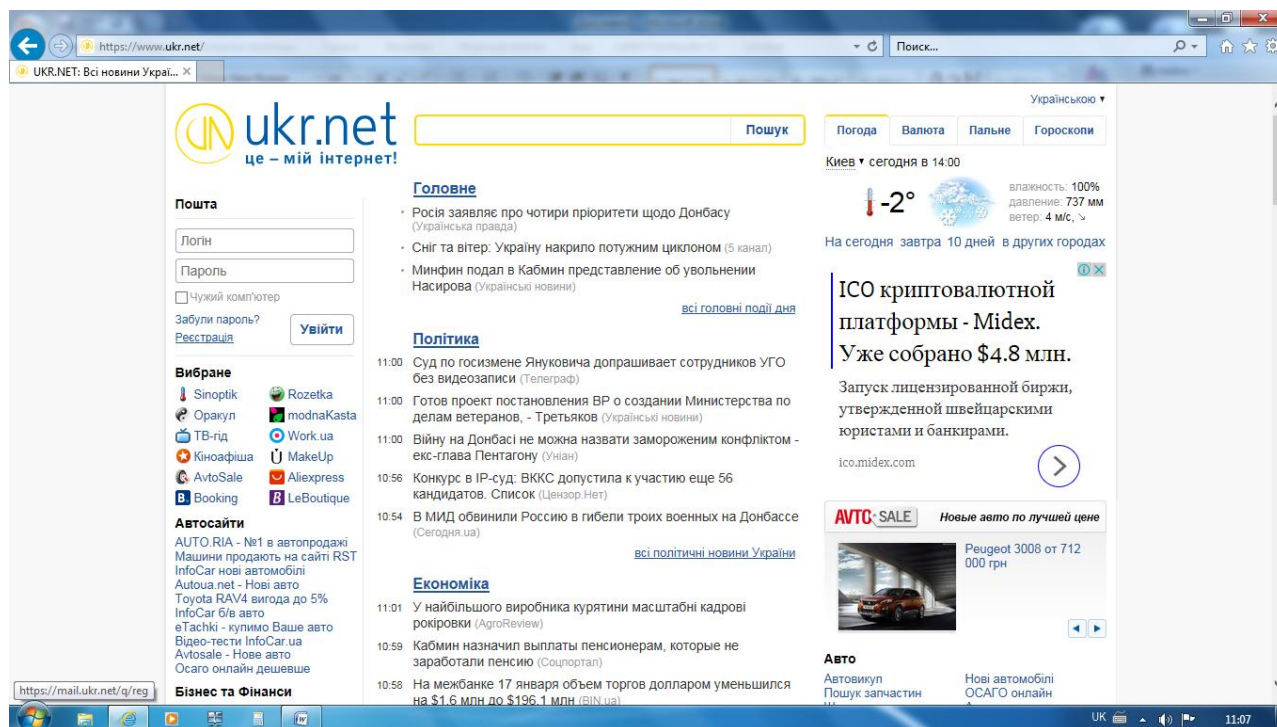 https://www.ukr.net/
Поиск...
UKR.NET: Всі новини Украї...
Українською
ukr.net
це – мій інтернет!
Пошук
Погода Валюта Пальне Гороскопи
Киев сегодня в 14:00
-2°
влажность: 100%
давление: 737 мм
ветер: 4 м/с,
На сегодня завтра 10 дней в других городах
Пошта
Логін
Пароль
Чужий комп'ютер
Забули пароль?
Реєстрація
Увійти
Вибране
Sinoptik Rozetka
Оракул modnaKasta
ТВ-гід Work.ua
Кіноафіша MakeUp
AvtoSale Aliexpress
Booking LeBoutique
Автосайти
AUTO.RIA - №1 в автопродажі
Машини продають на сайті RST
InfoCar нові автомобілі
Autoua.net - Нові авто
Toyota RAV4 вигода до 5%
InfoCar б/в авто
eTachki - купимо Ваше авто
Відео-тести InfoCar.ua
Avtosale - Нове авто
Осаго онлайн дешевше
Бізнес та Фінанси
Головне
Росія заявляє про чотири пріоритети щодо Донбасу
(Українська правда)
Сніг та вітер: Україну накрило потужним циклоном (5 канал)
Минфин подал в Кабмин представление об увольнении
Насирова (Українські новини)
всі головні події дня
Політика
11:00 Суд по госизмене Януковича допрашивает сотрудников УГО
без видеозаписи (Телеграф)
11:00 Готов проект постановления ВР о создании Министерства по
делам ветеранов, - Третьяков (Українські новини)
11:00 Війну на Донбасі не можна назвати замороженим конфліктом -
екс-глава Пентагону (Уніан)
10:56 Конкурс в IP-суд: ВККС допустила к участию еще 56
кандидатов. Список (Цензор.Нет)
10:54 В МИД обвинили Россию в гибели троих военных на Донбассе
(Сегодня.ua)
всі політичні новини України
Економіка
11:01 У найбільшого виробника курятини масштабні кадрові
рокіровки (AgroReview)
10:59 Кабмин назначил выплаты пенсионерам, которые не
заработали пенсию (Соцпортал)
10:58 На межбанке 17 января объем торгов долларом уменьшился
на $1,6 млн до $196,1 млн (BIN.ua)
ICO криптовалютной
платформы - Midex.
Уже собрано $4.8 млн.
Запуск лицензированной биржи,
утвержденной швейцарскими
юристами и банкирами.
ico.midex.com
AVTO SALE Новые авто по лучшей цене
Peugeot 3008 от 712
000 грн
Авто
Автовикуп Нові автомобілі
Пошук запчастин ОСАГО онлайн
https://mail.ukr.net/q/reg
UK 11:07